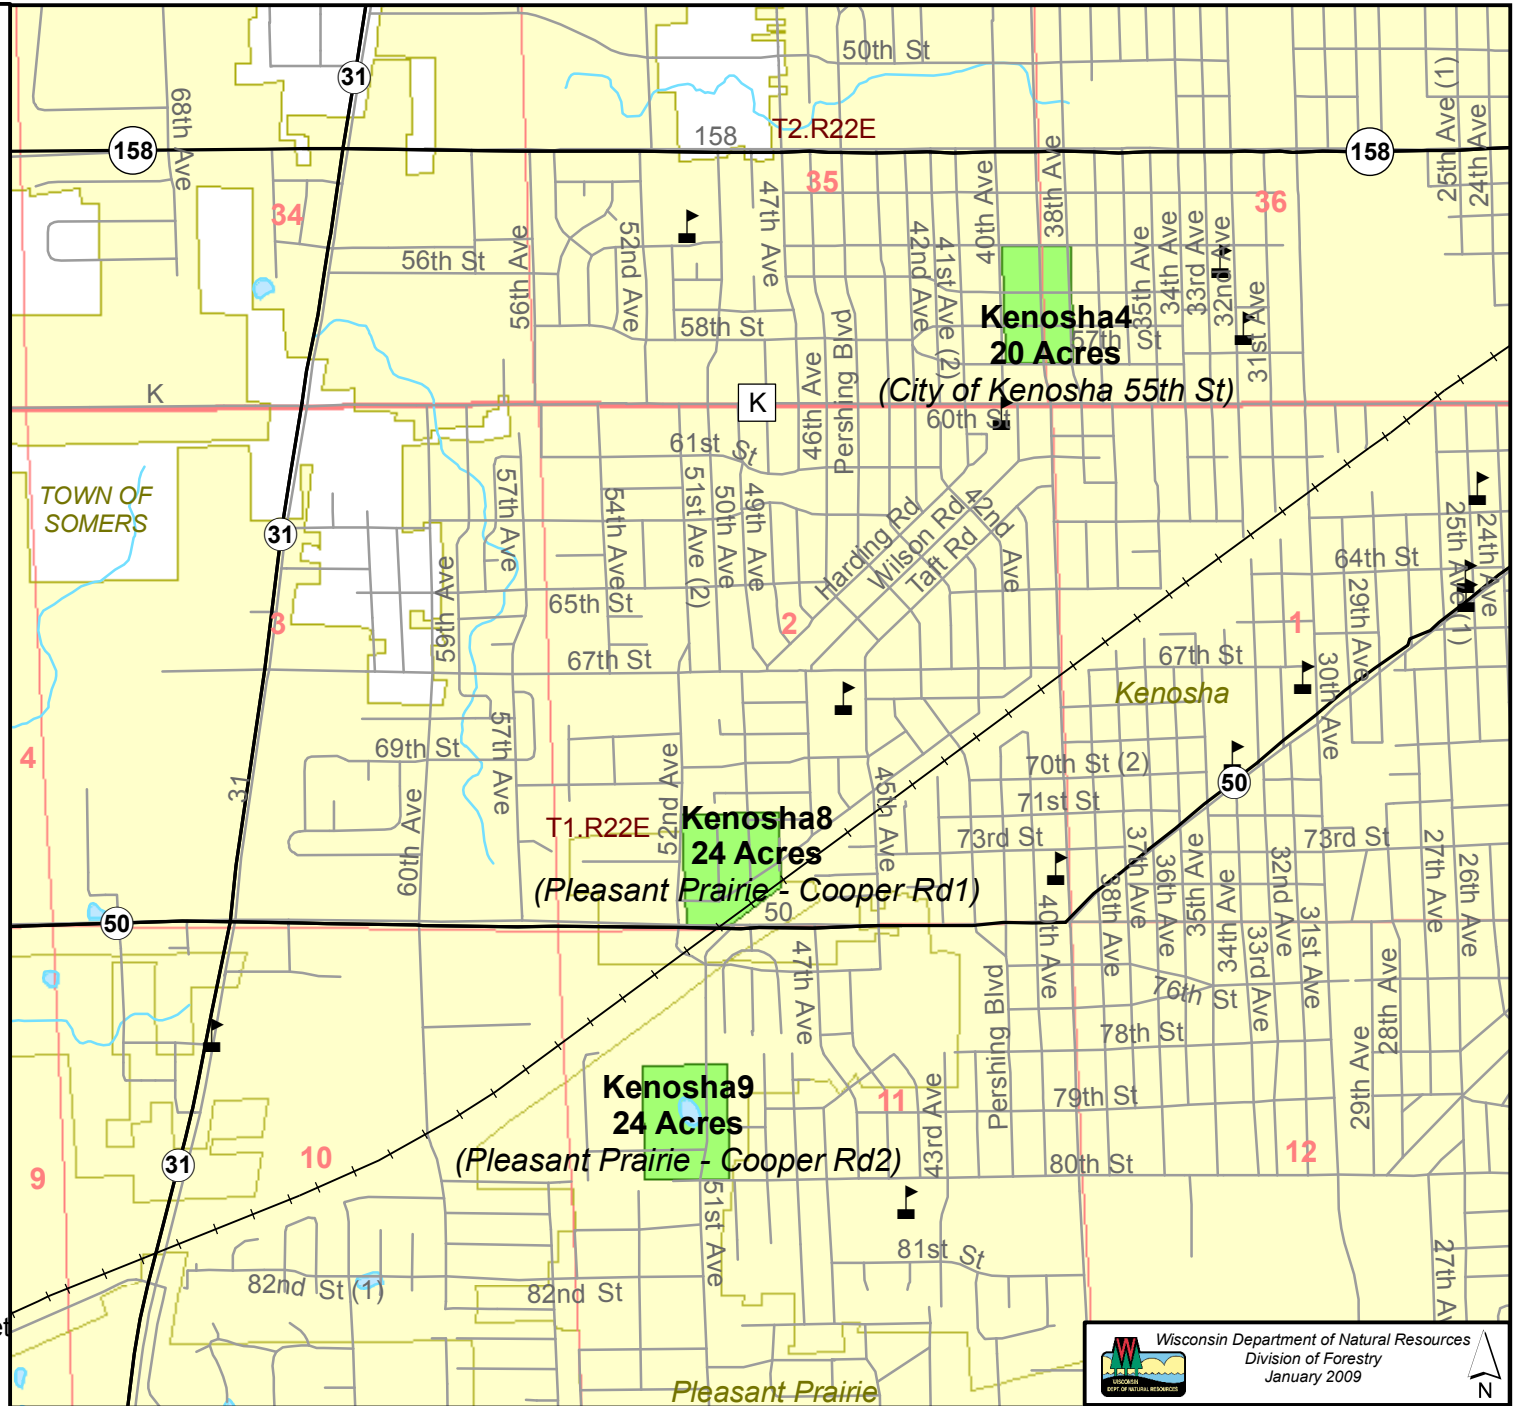 50th St
31
68th Ave
25th Ave (1)
24th Ave
158
158
T2.R22E
158
35
34
36
47th Ave
40th Ave
38th Ave
56th St
56th Ave
52nd Ave
42nd Ave
41st Ave (2)
35th Ave
34th Ave
33rd Ave
32nd Ave
31st Ave
58th St
Pershing Blvd
46th Ave
Kenosha4
20 Acres
57th St
(City of Kenosha 55th St)
K
K
60th St
61st St
TOWN OF
SOMERS
57th Ave
54th Ave
51st Ave (2)
50th Ave
49th Ave
Harding Rd
Wilson Rd
Taft Rd
42nd Ave
31
25th Ave (1)
24th Ave
64th St
59th Ave
65th St
29th Ave
3
2
1
67th St
67th St
30th Ave
Kenosha
4
57th Ave
69th St
52nd Ave
70th St (2)
31
60th Ave
45th Ave
71st St
50
T1.R22E
Kenosha8
24 Acres
(Pleasant Prairie - Cooper Rd1)
73rd St
73rd St
37th Ave
36th Ave
35th Ave
34th Ave
32nd Ave
27th Ave
26th Ave
50
50
40th Ave
38th Ave
33rd Ave
31st Ave
47th Ave
Pershing Blvd
76th St
28th Ave
78th St
29th Ave
Kenosha9
24 Acres
(Pleasant Prairie - Cooper Rd2)
11
43rd Ave
79th St
9
31
10
80th St
12
51st Ave
81st St
27th Av
82nd St (1)
82nd St
et
Pleasant Prairie
Wisconsin Department of Natural Resources
Division of Forestry
January 2009
W
WISCONSIN
DEPT. OF NATURAL RESOURCES
N